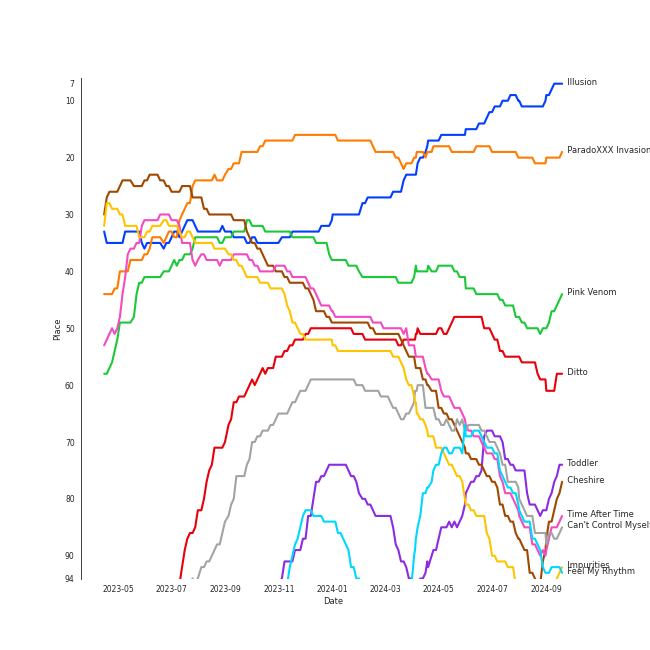 7
10
20
30
40
50
60
70
80
90
94
Place
2023-05
2023-07
2023-09
2023-11
2024-01
2024-03
2024-05
2024-07
2024-09
Date
Illusion
ParadoXXX Invasion
Pink Venom
Ditto
Toddler
Cheshire
Time After Time
Can't Control Myself
Impurities
Feel My Rhythm